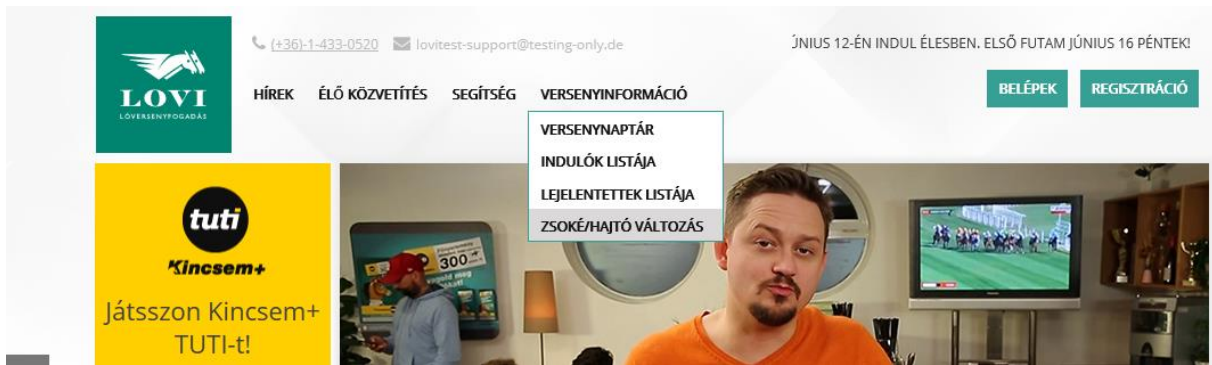 (+36)-1-433-0520 lovitest-support@testing-only.de
JNIUS 12-ÉN INDUL ÉLESBEN. ELSŐ FUTAM JÚNIUS 16 PÉNTEK!
LOVI
LÓVERSENYFOGADÁS
HÍREK ÉLŐ KÖZVETÍTÉS SEGÍTSÉG VERSENYINFORMÁCIÓ
BELÉPEK REGISZTRÁCIÓ
VERSENYNAPTÁR
INDULÓK LISTÁJA
LEJELENTETTEK LISTÁJA
ZSOKÉ/HAJTÓ VÁLTOZÁS
tuti
Kincsem+
Játsszon Kincsem+
TUTI-t!
300